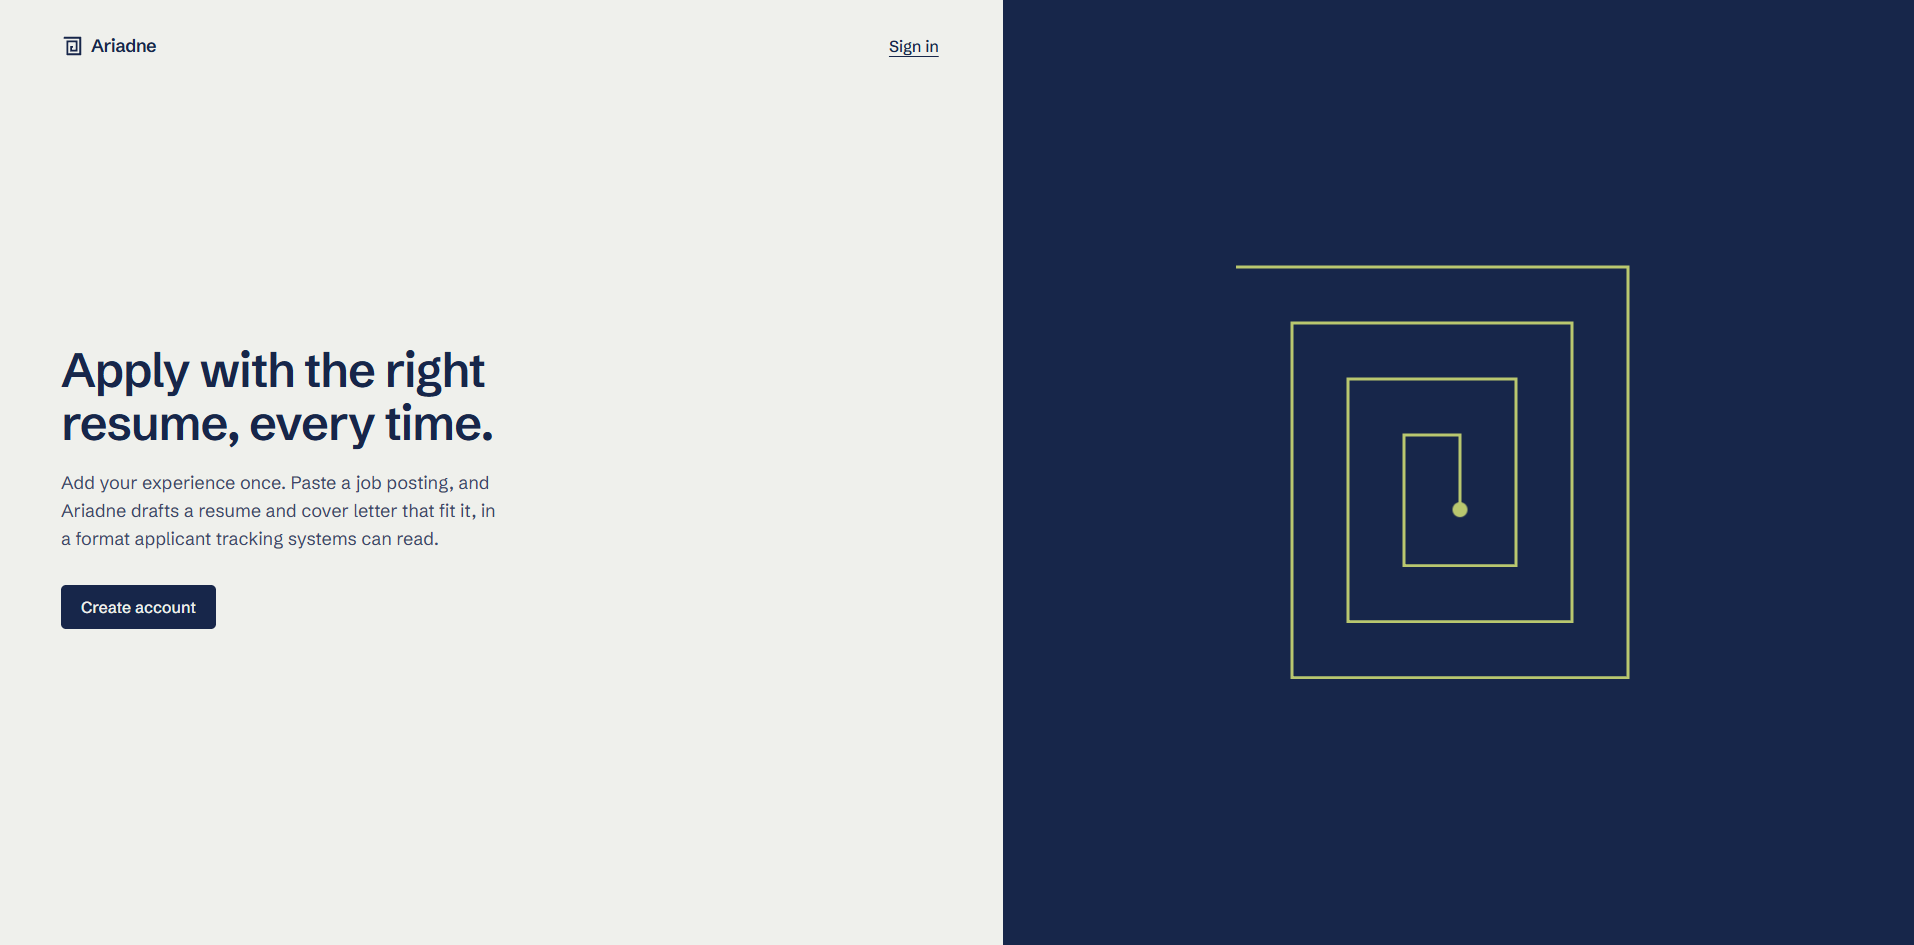 Ariadne
Sign in
Apply with the right
resume, every time.
Add your experience once. Paste a job posting, and
Ariadne drafts a resume and cover letter that fit it, in
a format applicant tracking systems can read.
Create account